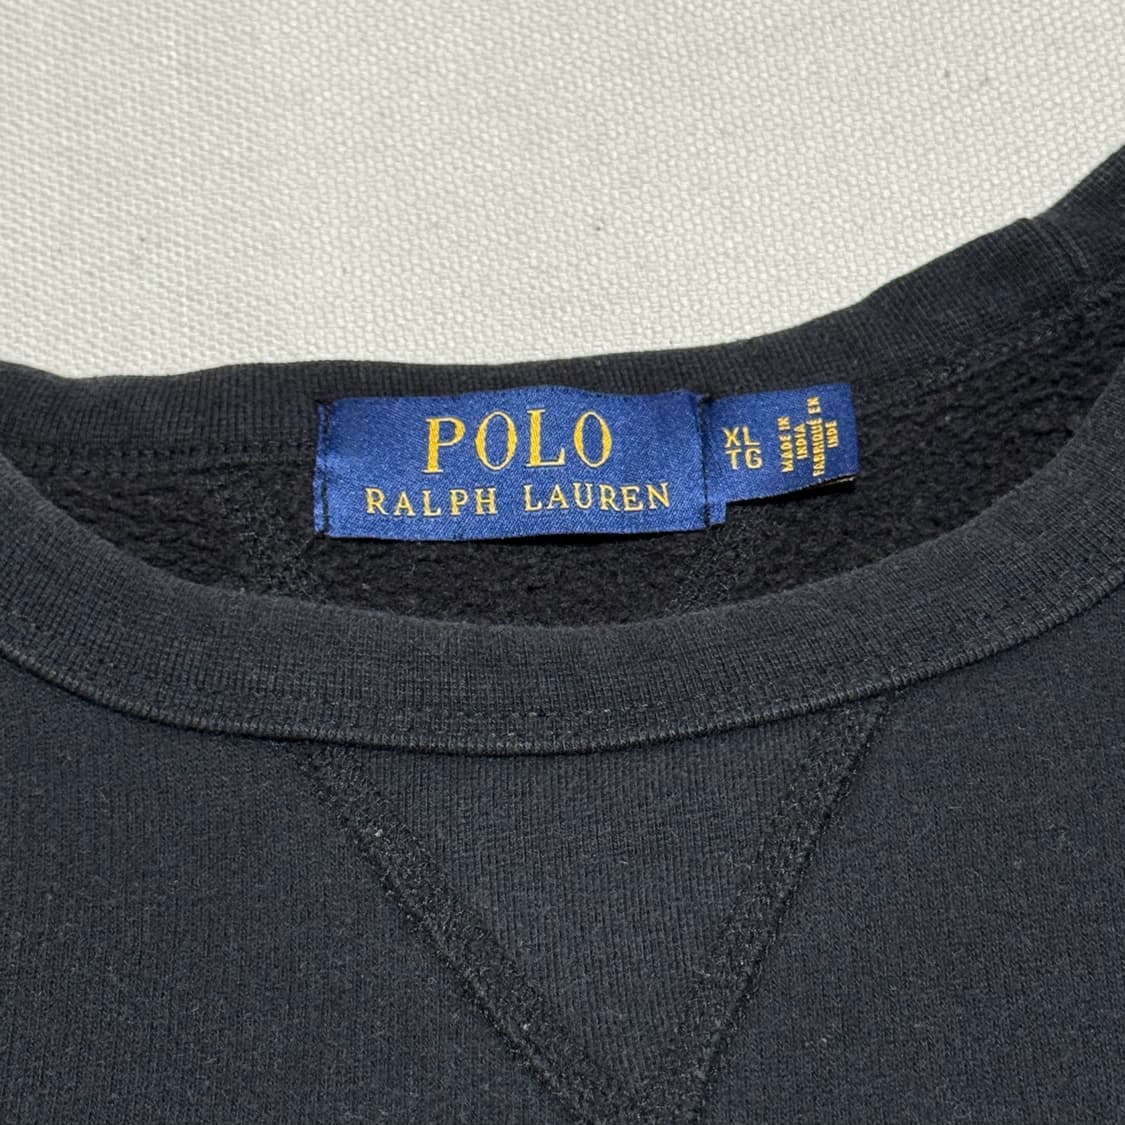 POLO
RALPH LAUREN
XL
TG
MADE IN
INDIA
FABRIQUÉ EN
INDE